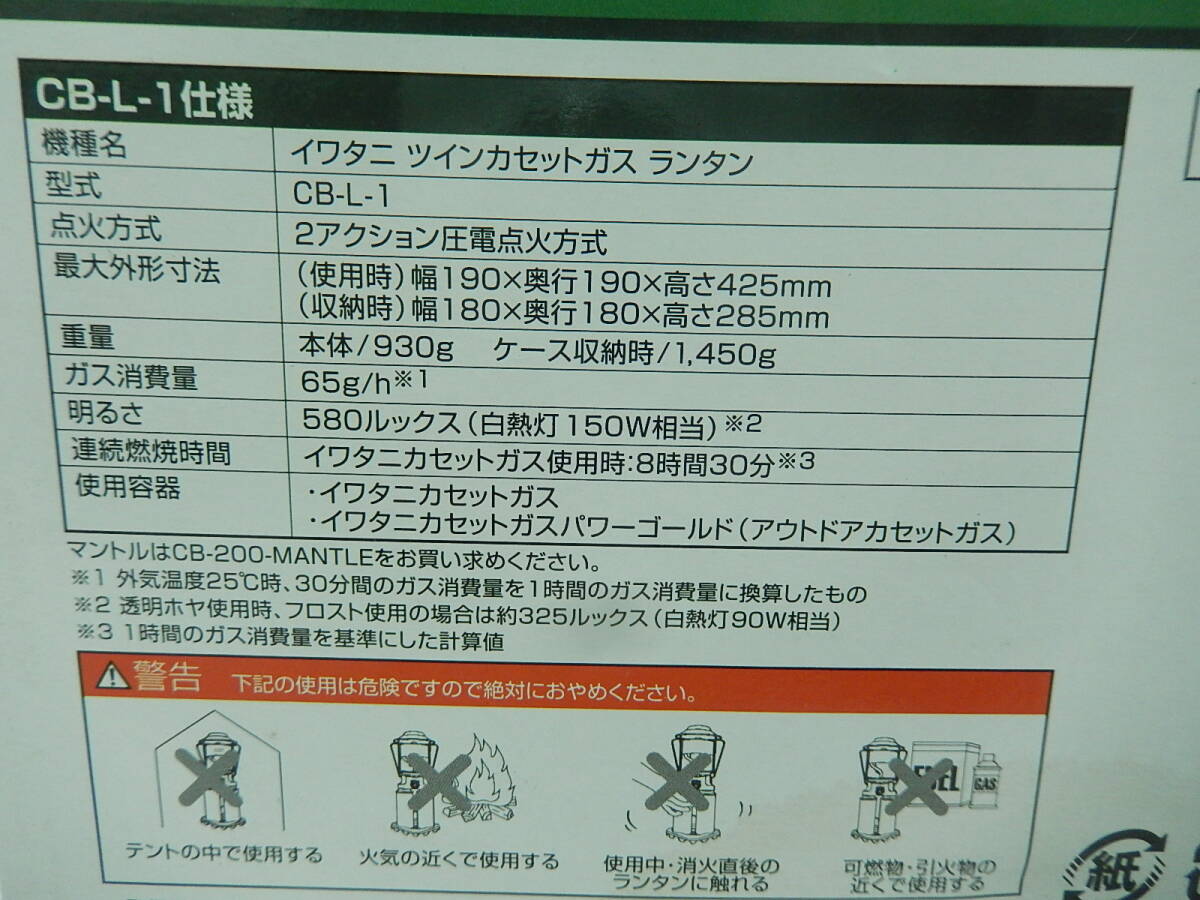 CB-L-1仕様
機種名 イワタニ ツインカセットガス ランタン
型式 CB-L-1
点火方式 2アクション圧電点火方式
最大外形寸法 (使用時)幅190×奥行190×高さ425mm
(収納時)幅180×奥行180×高さ285mm
重量 本体/930g ケース収納時/1,450g
ガス消費量 65g/h※1
明るさ 580ルックス(白熱灯150W相当)※2
連続燃焼時間 イワタニカセットガス使用時:8時間30分※3
使用容器 ・イワタニカセットガス
・イワタニカセットガスパワーゴールド(アウトドアカセットガス)
マントルはCB-200-MANTLEをお買い求めください。
※1 外気温度25℃時、30分間のガス消費量を1時間のガス消費量に換算したもの
※2 透明ホヤ使用時、フロスト使用の場合は約325ルックス(白熱灯90W相当)
※3 1時間のガス消費量を基準にした計算値
警告 下記の使用は危険ですので絶対におやめください。
GAS
テントの中で使用する
火気の近くで使用する
使用中・消火直後の
ランタンに触れる
可燃物・引火物の
近くで使用する
紙